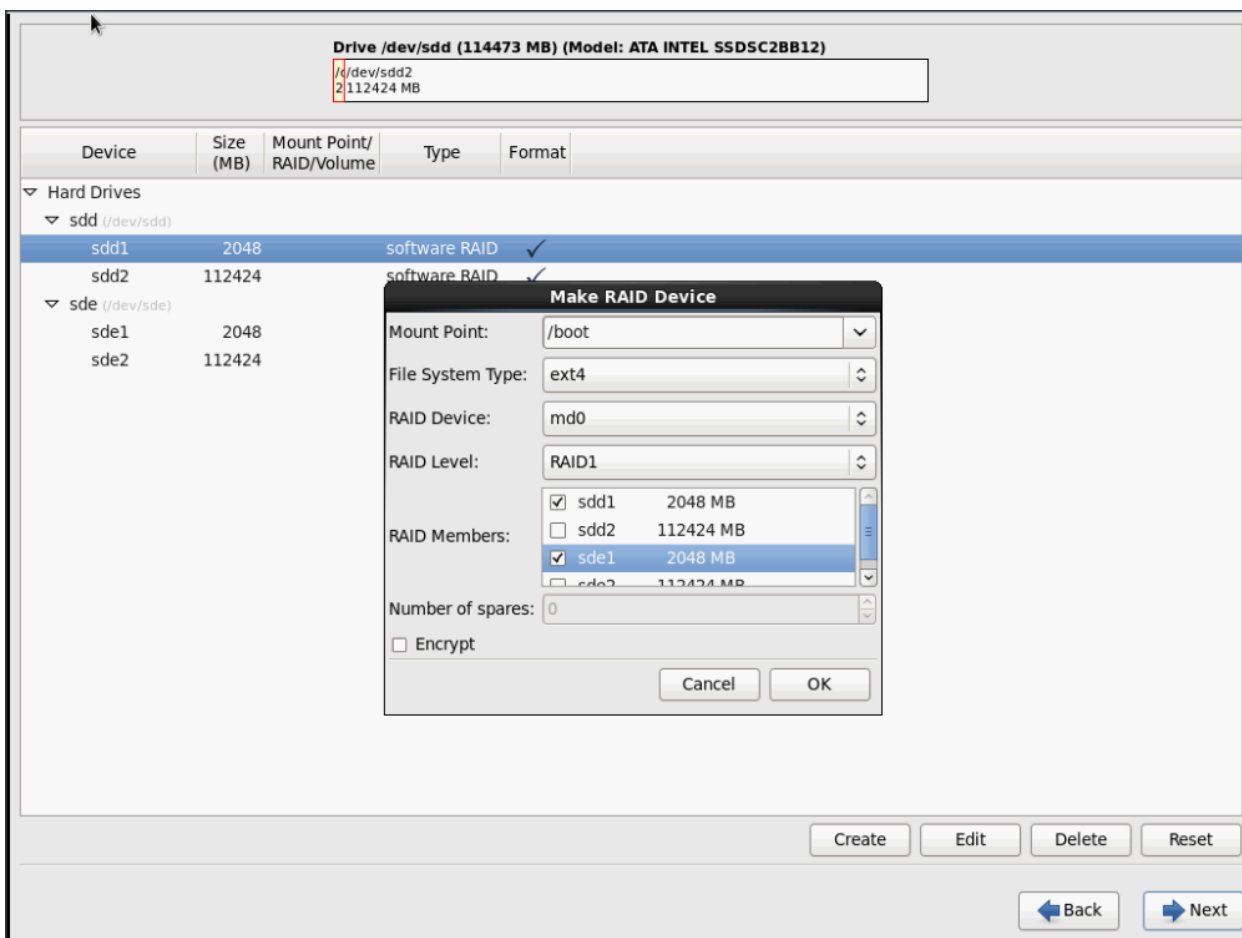 Drive /dev/sdd (114473 MB) (Model: ATA INTEL SSDSC2BB12)
/dev/sdd2
2 112424 MB
Device Size (MB) Mount Point/ RAID/Volume Type Format
Hard Drives
sdd (/dev/sdd)
sdd1 2048 software RAID
sdd2 112424 software RAID
sde (/dev/sde)
sde1 2048
sde2 112424
Make RAID Device
Mount Point: /boot
File System Type: ext4
RAID Device: md0
RAID Level: RAID1
RAID Members:
sdd1 2048 MB
sdd2 112424 MB
sde1 2048 MB
sde2 112424 MB
Number of spares: 0
Encrypt
Cancel OK
Create Edit Delete Reset
Back Next